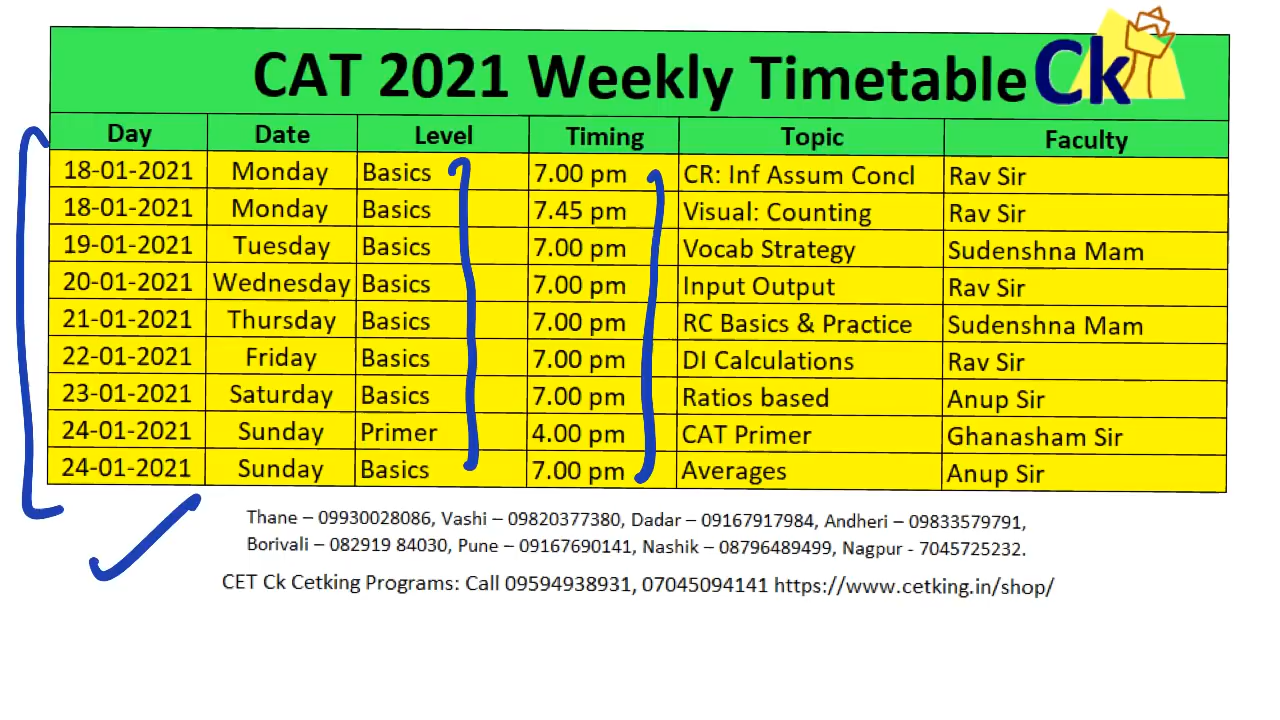 CAT 2021 Weekly Timetable Ck
Day Date Level Timing Topic Faculty
18-01-2021 Monday Basics 7.00 pm CR: Inf Assum Concl Rav Sir
18-01-2021 Monday Basics 7.45 pm Visual: Counting Rav Sir
19-01-2021 Tuesday Basics 7.00 pm Vocab Strategy Sudenshna Mam
20-01-2021 Wednesday Basics 7.00 pm Input Output Rav Sir
21-01-2021 Thursday Basics 7.00 pm RC Basics & Practice Sudenshna Mam
22-01-2021 Friday Basics 7.00 pm DI Calculations Rav Sir
23-01-2021 Saturday Basics 7.00 pm Ratios based Anup Sir
24-01-2021 Sunday Primer 4.00 pm CAT Primer Ghanasham Sir
24-01-2021 Sunday Basics 7.00 pm Averages Anup Sir
Thane – 09930028086, Vashi – 09820377380, Dadar – 09167917984, Andheri – 09833579791,
Borivali – 082919 84030, Pune – 09167690141, Nashik – 08796489499, Nagpur - 7045725232.
CET Ck Cetking Programs: Call 09594938931, 07045094141 https://www.cetking.in/shop/